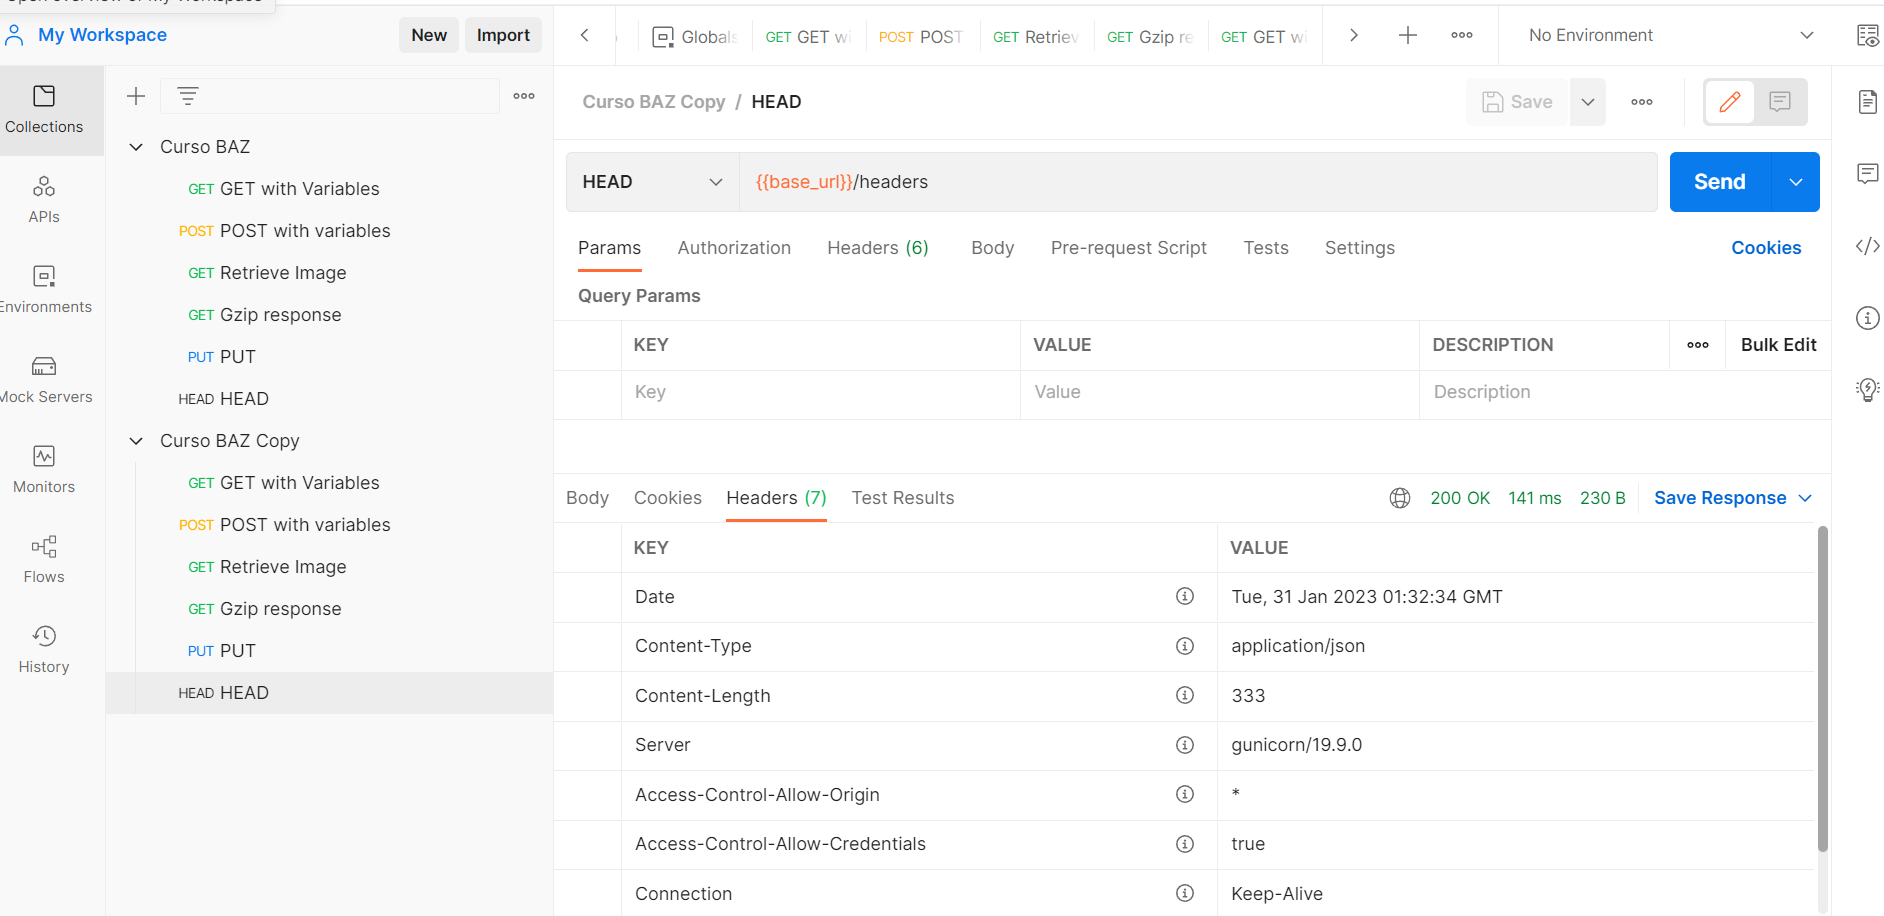 Open overview of My Workspace
My Workspace
New
Import
Globals
GET GET wi
POST POST
GET Retriev
GET Gzip re
GET GET wi
No Environment
Collections
APIs
Environments
Mock Servers
Monitors
Flows
History
Curso BAZ
GET GET with Variables
POST POST with variables
GET Retrieve Image
GET Gzip response
PUT PUT
HEAD HEAD
Curso BAZ Copy
GET GET with Variables
POST POST with variables
GET Retrieve Image
GET Gzip response
PUT PUT
HEAD HEAD
Curso BAZ Copy / HEAD
Save
HEAD
{{base_url}}/headers
Send
Params Authorization Headers (6) Body Pre-request Script Tests Settings
Cookies
Query Params
KEY VALUE DESCRIPTION Bulk Edit
Key Value Description
Body Cookies Headers (7) Test Results
200 OK 141 ms 230 B Save Response
KEY VALUE
Date Tue, 31 Jan 2023 01:32:34 GMT
Content-Type application/json
Content-Length 333
Server gunicorn/19.9.0
Access-Control-Allow-Origin *
Access-Control-Allow-Credentials true
Connection Keep-Alive